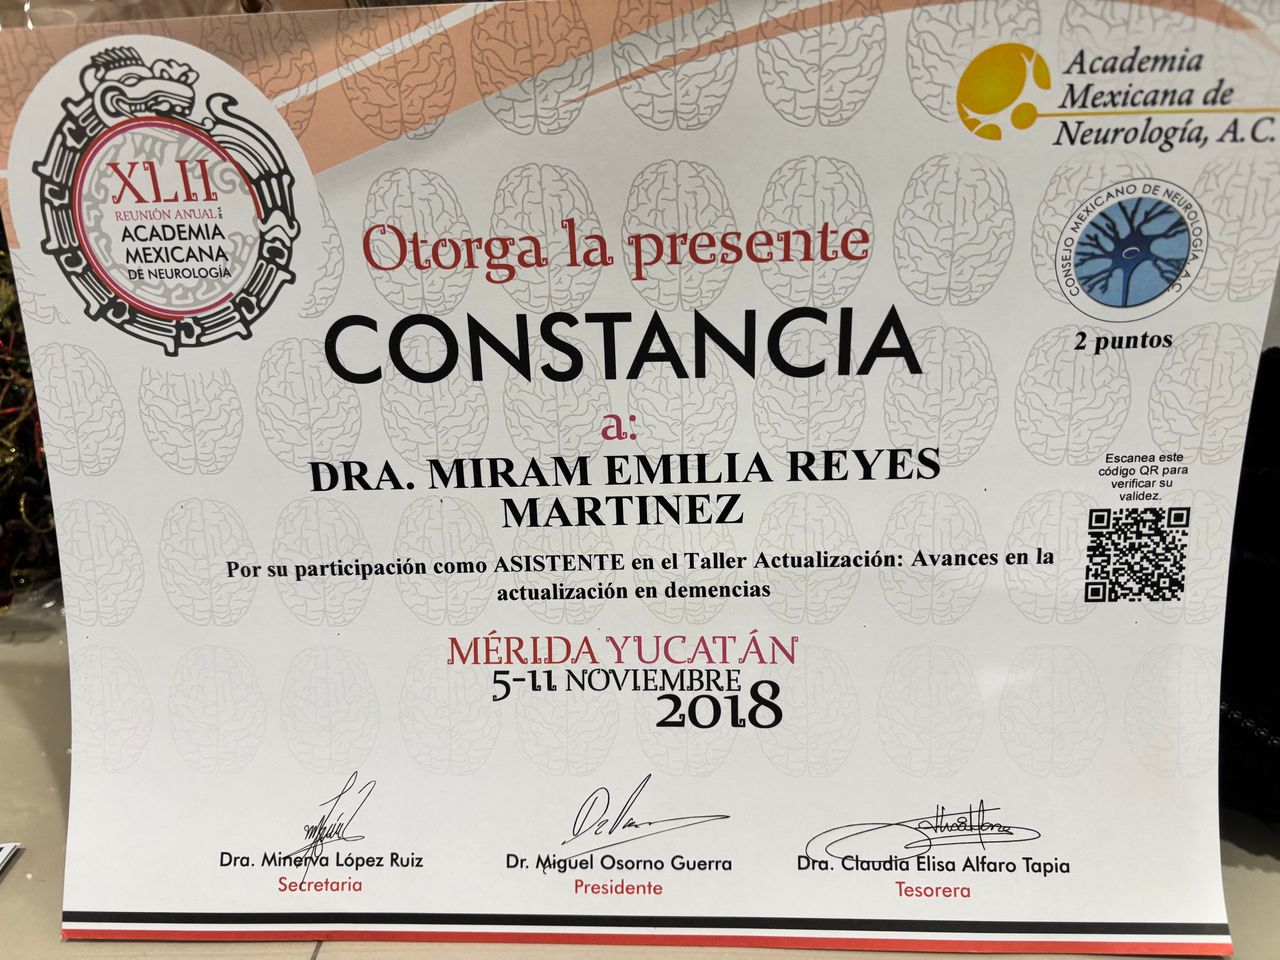 XLII
REUNIÓN ANUAL DE LA
ACADEMIA
MEXICANA
DE NEUROLOGÍA
Academia
Mexicana de
Neurología, A.C.
CONSEJO MEXICANO DE NEUROLOGÍA A.C.
2 puntos
Otorga la presente
CONSTANCIA
a:
DRA. MIRAM EMILIA REYES
MARTINEZ
Escanea este
código QR para
verificar su
validez.
Por su participación como ASISTENTE en el Taller Actualización: Avances en la
actualización en demencias
MÉRIDA YUCATÁN
5-11 NOVIEMBRE
2018
Dra. Minerva López Ruiz
Secretaria
Dr. Miguel Osorno Guerra
Presidente
Dra. Claudia Elisa Alfaro Tapia
Tesorera